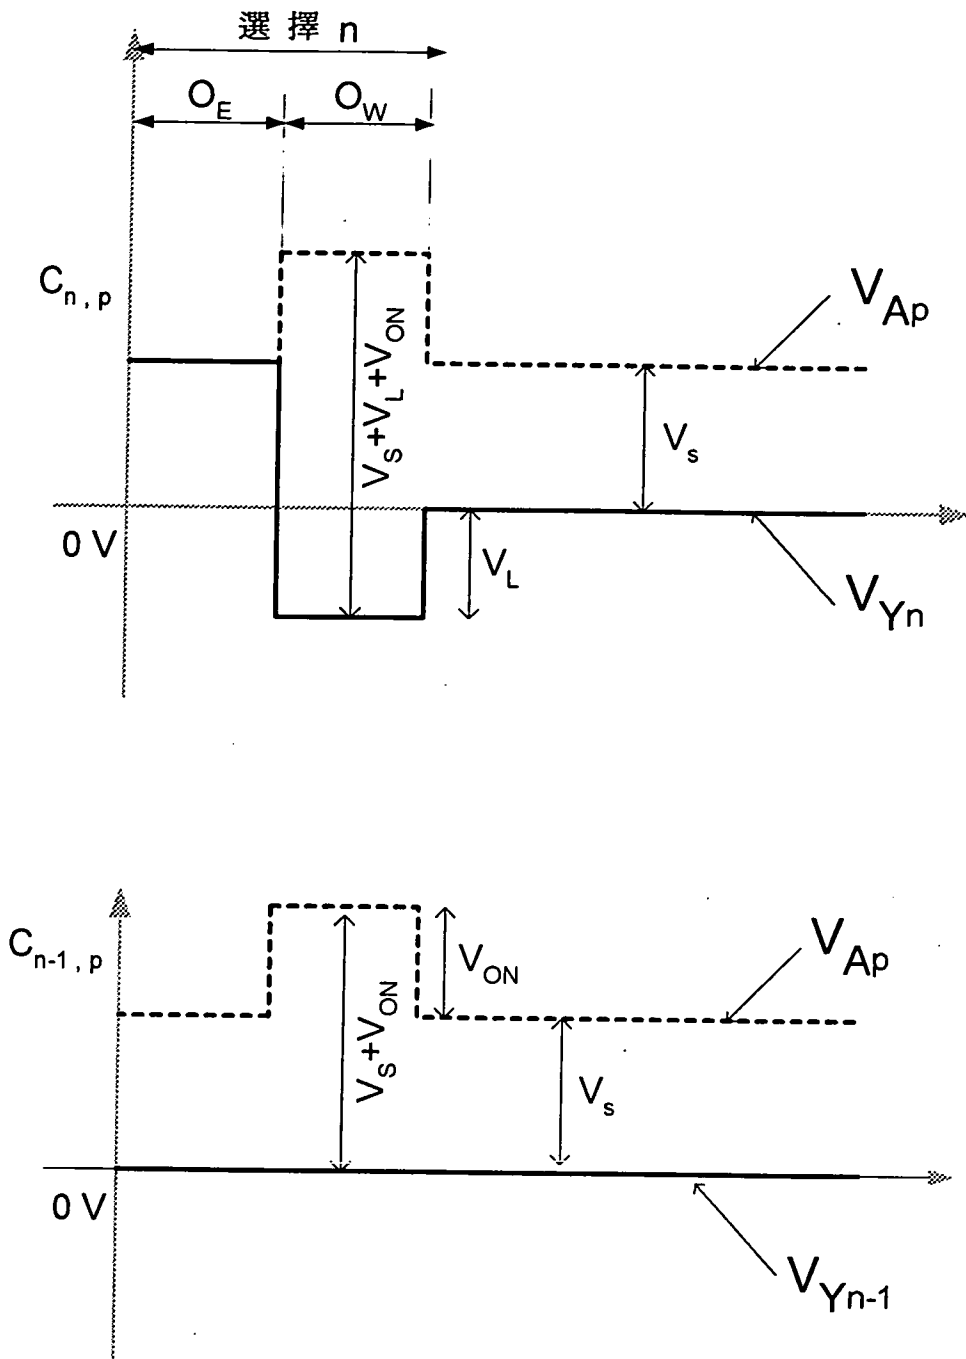 選擇 n
O_E O_W
C_n,p
V_Ap
V_S+V_L+V_ON
V_s
0 V
V_L
V_Yn
C_n-1,p
V_ON
V_Ap
V_S+V_ON
V_s
0 V
V_Yn-1